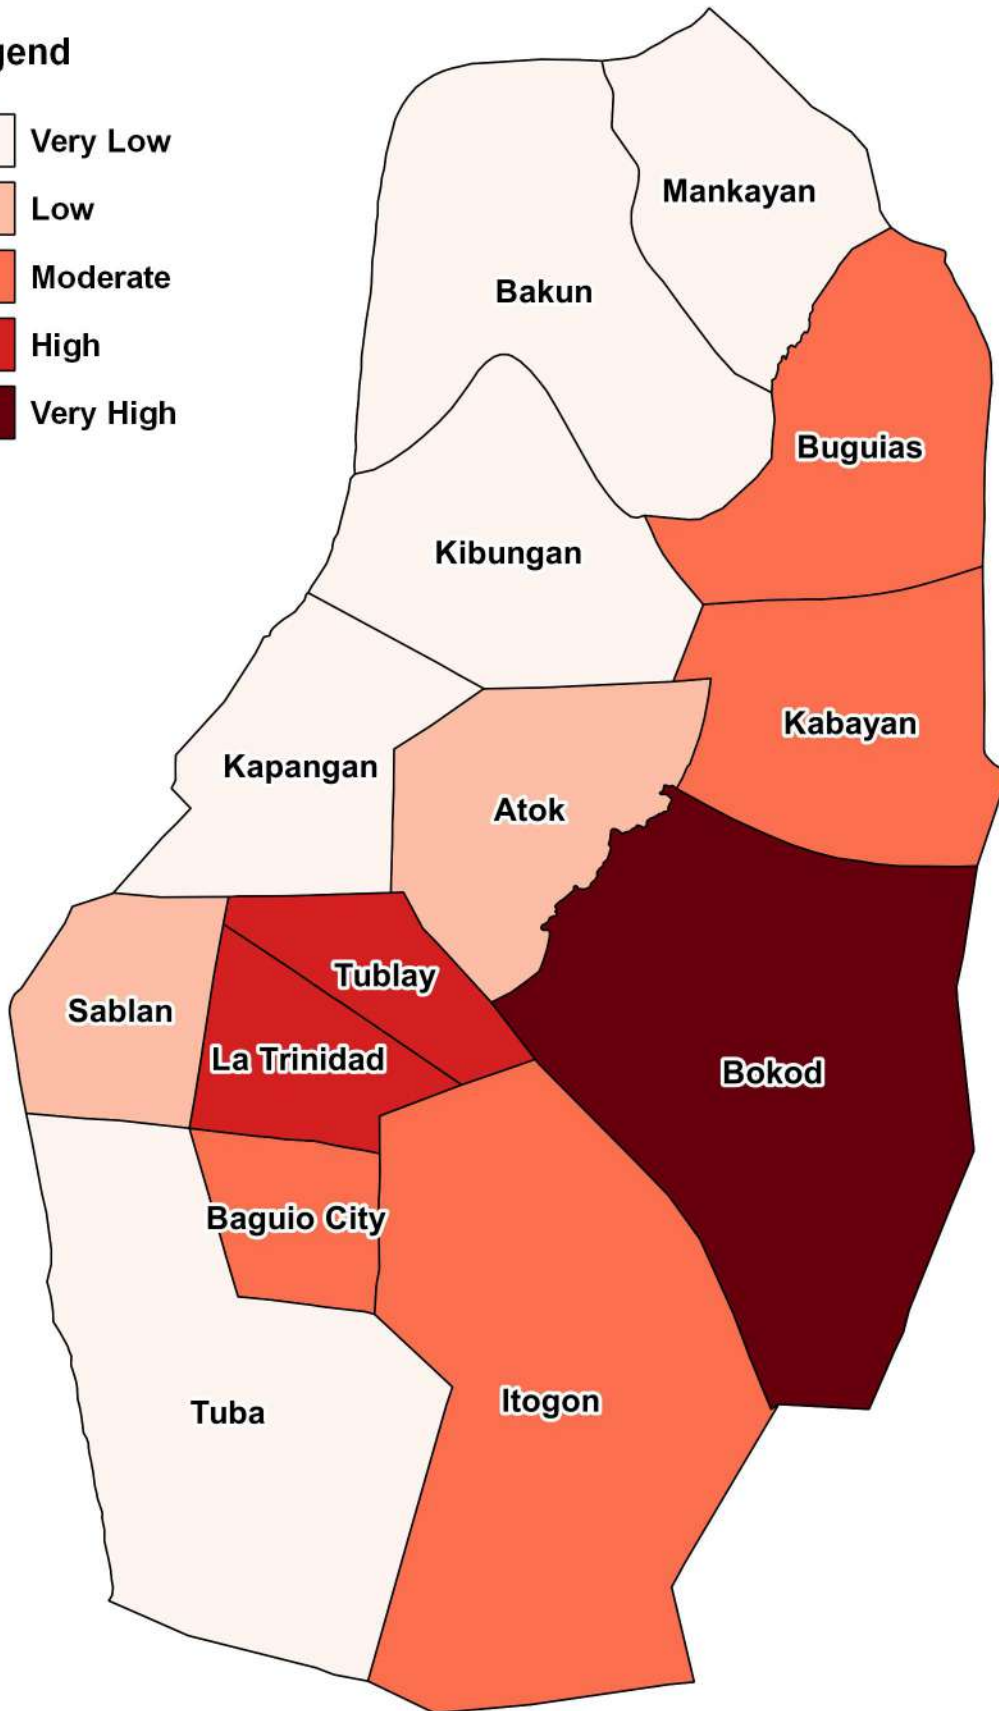 gend
Very Low
Low
Moderate
High
Very High
Mankayan
Bakun
Buguias
Kibungan
Kabayan
Kapangan
Atok
Tublay
Sablan
La Trinidad
Bokod
Baguio City
Itogon
Tuba